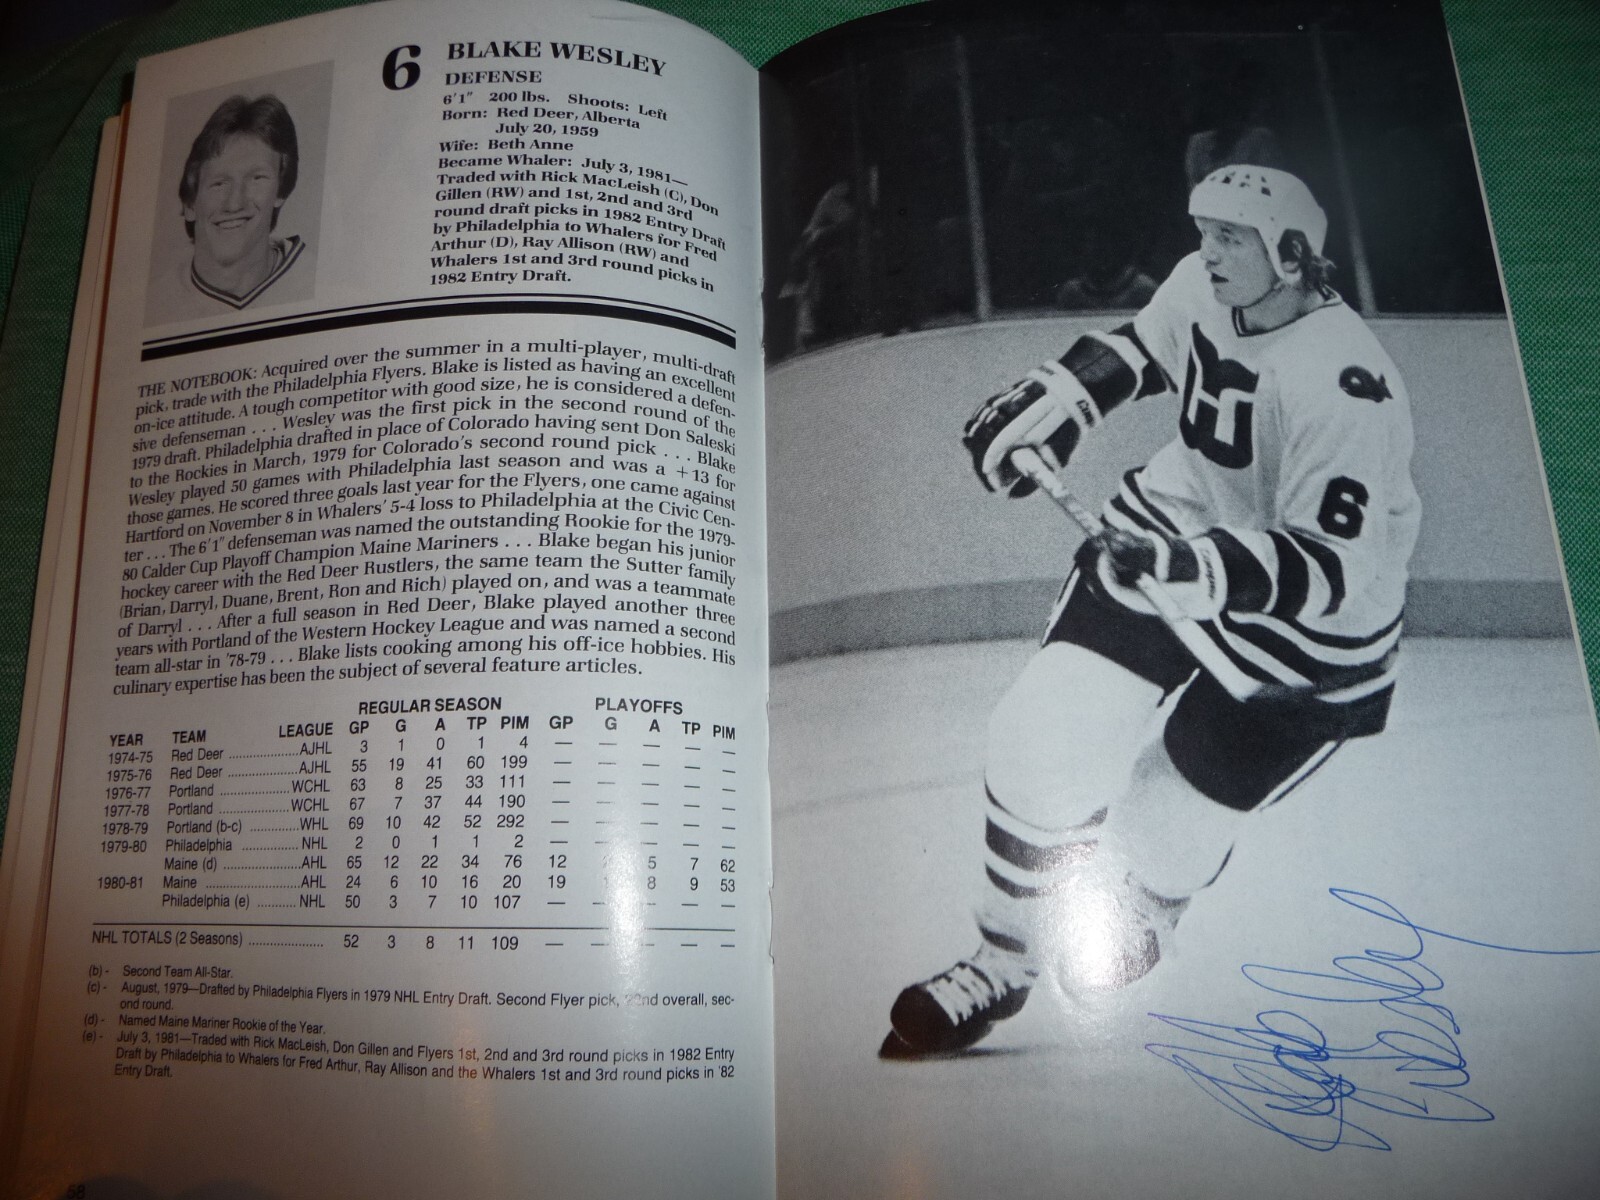 6
BLAKE WESLEY
DEFENSE
6'1" 200 lbs. Shoots: Left
Born: Red Deer, Alberta
July 20, 1959
Wife: Beth Anne
Became Whaler: July 3, 1981—
Traded with Rick MacLeish (C), Don
Gillen (RW) and 1st, 2nd and 3rd
round draft picks in 1982 Entry Draft
by Philadelphia to Whalers for Fred
Arthur (D), Ray Allison (RW) and
Whalers 1st and 3rd round picks in
1982 Entry Draft.
THE NOTEBOOK: Acquired over the summer in a multi-player, multi-draft
pick, trade with the Philadelphia Flyers. Blake is listed as having an excellent
on-ice attitude. A tough competitor with good size, he is considered a defen-
sive defenseman . . . Wesley was the first pick in the second round of the
1979 draft. Philadelphia drafted in place of Colorado having sent Don Saleski
to the Rockies in March, 1979 for Colorado's second round pick . . . Blake
Wesley played 50 games with Philadelphia last season and was a +13 for
those games. He scored three goals last year for the Flyers, one came against
Hartford on November 8 in Whalers' 5-4 loss to Philadelphia at the Civic Cen-
ter . . . The 6'1" defenseman was named the outstanding Rookie for the 1979-
80 Calder Cup Playoff Champion Maine Mariners . . . Blake began his junior
hockey career with the Red Deer Rustlers, the same team the Sutter family
(Brian, Darryl, Duane, Brent, Ron and Rich) played on, and was a teammate
of Darryl . . . After a full season in Red Deer, Blake played another three
years with Portland of the Western Hockey League and was named a second
team all-star in '78-79 . . . Blake lists cooking among his off-ice hobbies. His
culinary expertise has been the subject of several feature articles.
REGULAR SEASON PLAYOFFS
YEAR TEAM LEAGUE GP G A TP PIM GP G A TP PIM
1974-75 Red Deer ....................AJHL 3 1 0 1 4 — — — — —
1975-76 Red Deer ....................AJHL 55 19 41 60 199 — — — — —
1976-77 Portland ....................WCHL 63 8 25 33 111 — — — — —
1977-78 Portland ....................WCHL 67 7 37 44 190 — — — — —
1978-79 Portland (b-c) ..............WHL 69 10 42 52 292 — — — — —
1979-80 Philadelphia ................NHL 2 0 1 1 2 — — — — —
Maine (d) ....................AHL 65 12 22 34 76 12 5 7 62
1980-81 Maine ........................AHL 24 6 10 16 20 19 8 9 53
Philadelphia (e) ...........NHL 50 3 7 10 107 — — — — —
NHL TOTALS (2 Seasons) .................... 52 3 8 11 109 — — — — —
(b) - Second Team All-Star.
(c) - August, 1979—Drafted by Philadelphia Flyers in 1979 NHL Entry Draft. Second Flyer pick, 22nd overall, sec-
ond round.
(d) - Named Maine Mariner Rookie of the Year.
(e) - July 3, 1981—Traded with Rick MacLeish, Don Gillen and Flyers 1st, 2nd and 3rd round picks in 1982 Entry
Draft by Philadelphia to Whalers for Fred Arthur, Ray Allison and the Whalers 1st and 3rd round picks in '82
Entry Draft.
58
6
Blake Wesley